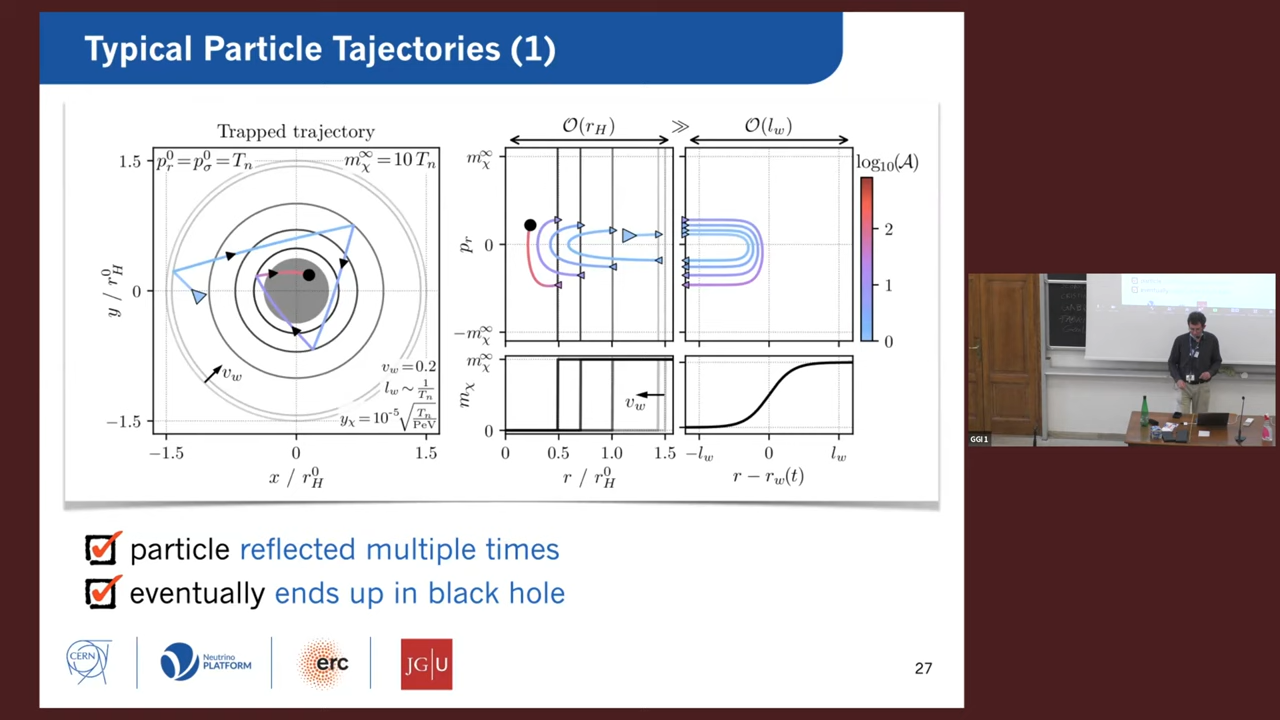 Typical Particle Tajectories (1)
Trapped trajectory
p_r^0 = p_σ^0 = T_n
m_χ^∞ = 10 T_n
1.5
0
−1.5
y / r_H^0
v_w
v_w = 0.2
l_w ∼ 1/T_n
y_χ = 10^-5 √(T_n/PeV)
−1.5
0
1.5
x / r_H^0
O(r_H)
≫
O(l_w)
log_10(A)
m_χ^∞
p_r
0
−m_χ^∞
2
1
0
m_χ^∞
m_χ
0
v_w
0
0.5
1.0
1.5
−l_w
0
l_w
r / r_H^0
r − r_w(t)
particle reflected multiple times
eventually ends up in black hole
CERN
Neutrino
PLATFORM
erc
JG|U
27
GGI 1